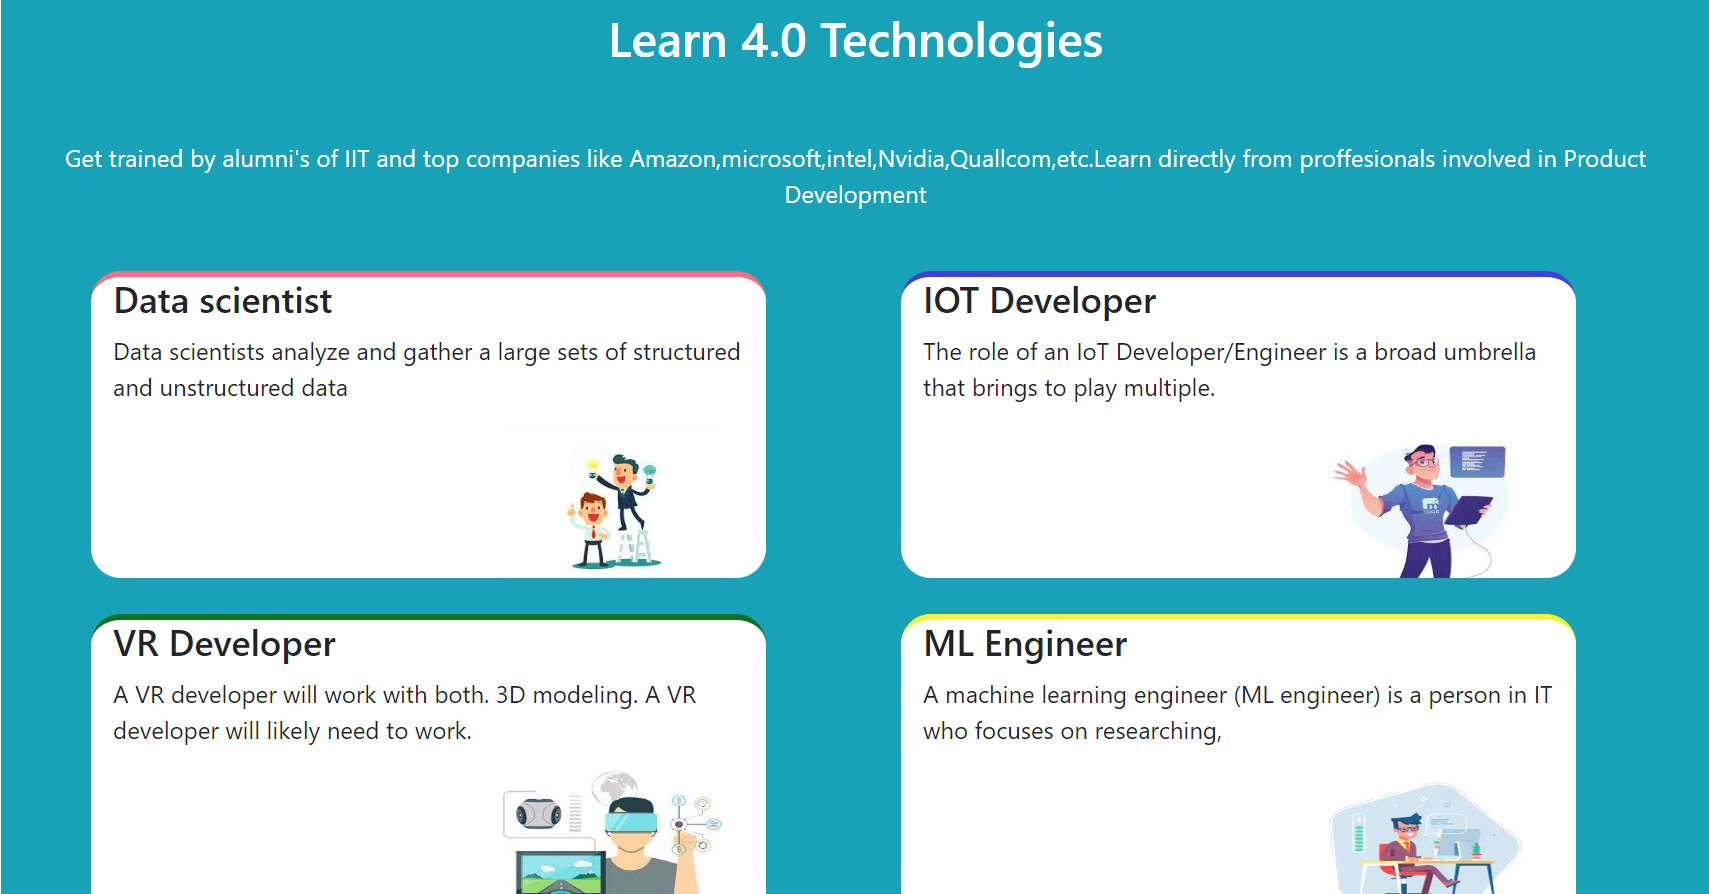 Learn 4.0 Technologies
Get trained by alumni's of IIT and top companies like Amazon,microsoft,intel,Nvidia,Quallcom,etc.Learn directly from proffesionals involved in Product
Development
Data scientist
Data scientists analyze and gather a large sets of structured
and unstructured data
IOT Developer
The role of an IoT Developer/Engineer is a broad umbrella
that brings to play multiple.
VR Developer
A VR developer will work with both. 3D modeling. A VR
developer will likely need to work.
ML Engineer
A machine learning engineer (ML engineer) is a person in IT
who focuses on researching,